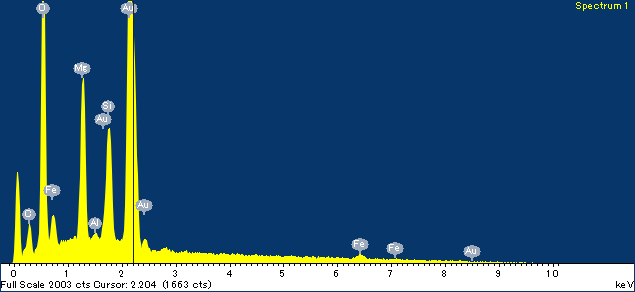 Spectrum 1
O Au
Mg
Si
Au
Fe
Au
Al
Fe Fe Au
0 1 2 3 4 5 6 7 8 9 10
Full Scale 2003 cts Cursor: 2.204 (1663 cts) keV